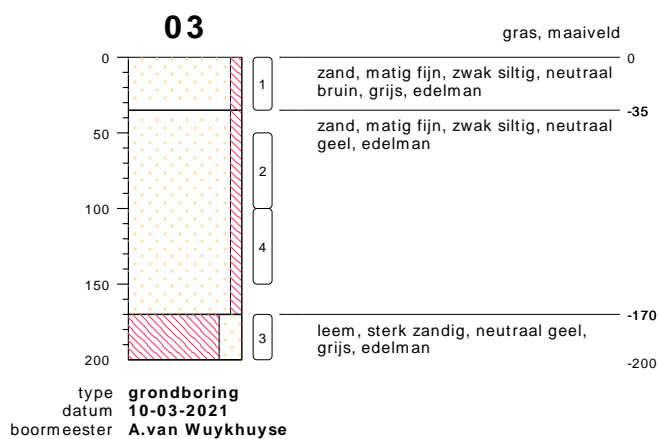 03
gras, maaiveld
0
0
1
zand, matig fijn, zwak siltig, neutraal
bruin, grijs, edelman
-35
zand, matig fijn, zwak siltig, neutraal
geel, edelman
50
2
100
4
150
-170
3
leem, sterk zandig, neutraal geel,
grijs, edelman
200
-200
type grondboring
datum 10-03-2021
boormeester A.van Wuykhuyse